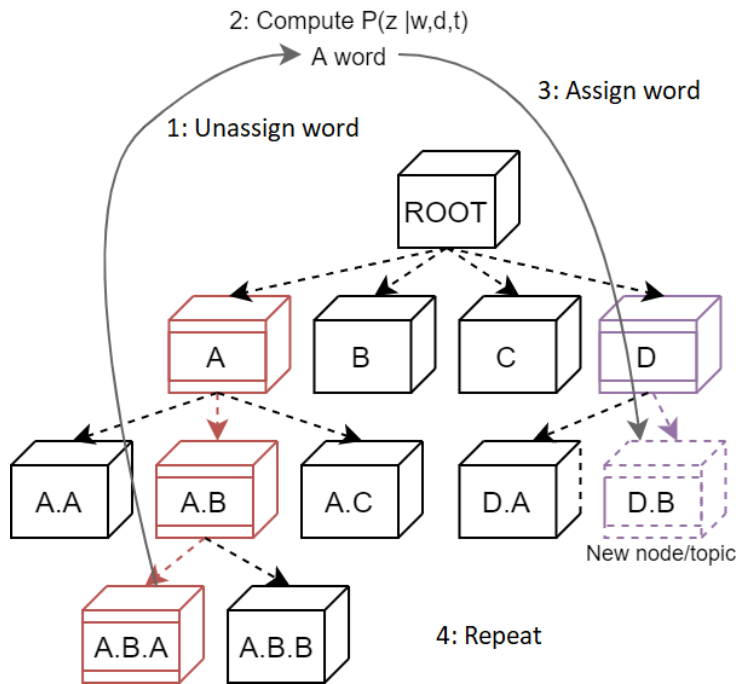 2: Compute P(z |w,d,t)
A word
3: Assign word
1: Unassign word
ROOT
A
B
C
D
A.A
A.B
A.C
D.A
D.B
New node/topic
A.B.A
A.B.B
4: Repeat